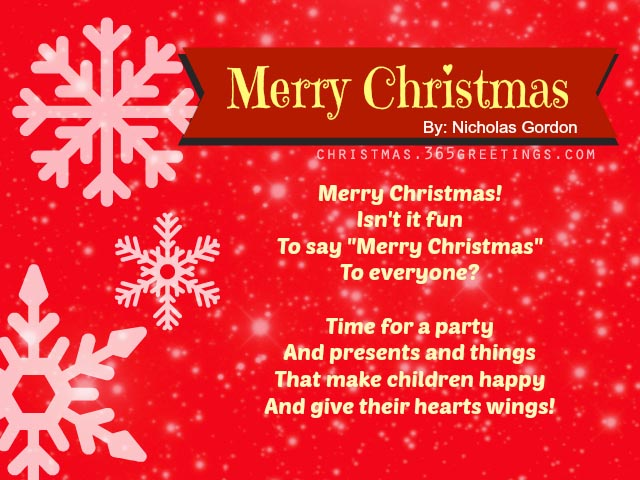 Merry Christmas
By: Nicholas Gordon
CHRISTMAS.365GREETINGS.COM
Merry Christmas!
Isn't it fun
To say "Merry Christmas"
To everyone?
Time for a party
And presents and things
That make children happy
And give their hearts wings!